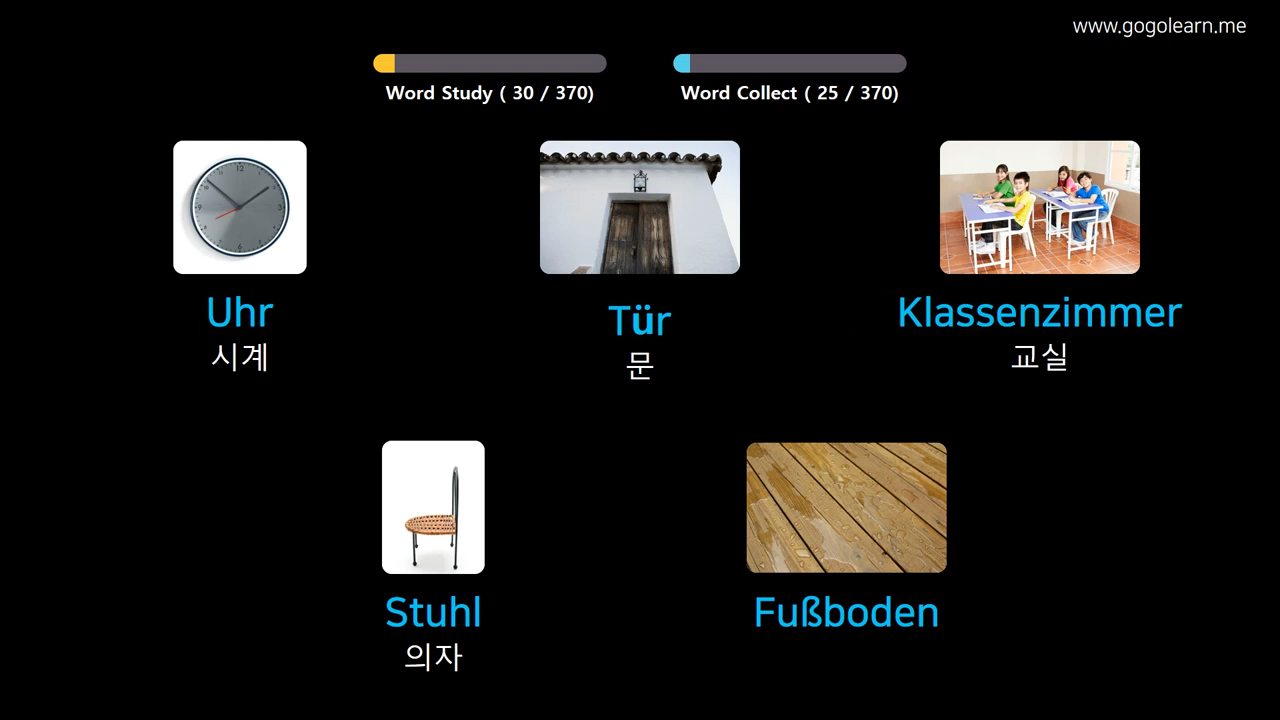 www.gogolearn.me
Word Study ( 30 / 370)
Word Collect ( 25 / 370)
Uhr
시계
Tür
문
Klassenzimmer
교실
Stuhl
의자
Fußboden